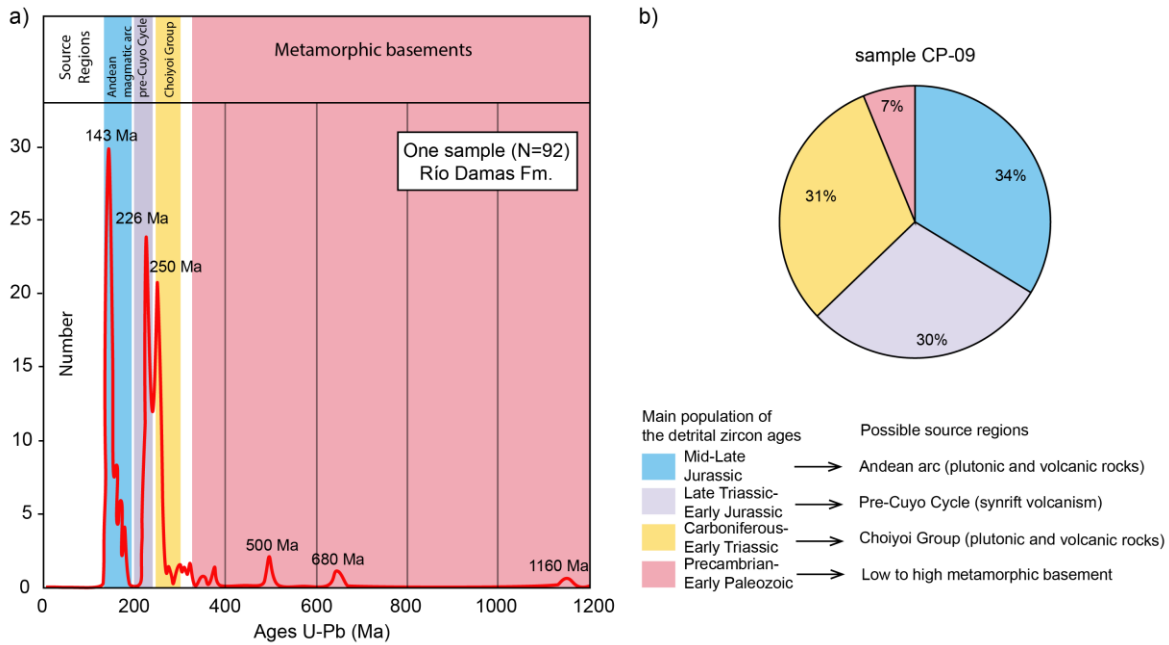 a)
Source
Regions
Andean
magmatic arc
pre-Cuyo Cycle
Choiyoi Group
Metamorphic basements
30
25
20
15
10
5
0
Number
143 Ma
226 Ma
250 Ma
One sample (N=92)
Río Damas Fm.
500 Ma
680 Ma
1160 Ma
0
200
400
600
800
1000
1200
Ages U-Pb (Ma)
b)
sample CP-09
7%
34%
31%
30%
Main population of
the detrital zircon ages
Possible source regions
Mid-Late
Jurassic
Andean arc (plutonic and volcanic rocks)
Late Triassic-
Early Jurassic
Pre-Cuyo Cycle (synrift volcanism)
Carboniferous-
Early Triassic
Choiyoi Group (plutonic and volcanic rocks)
Precambrian-
Early Paleozoic
Low to high metamorphic basement